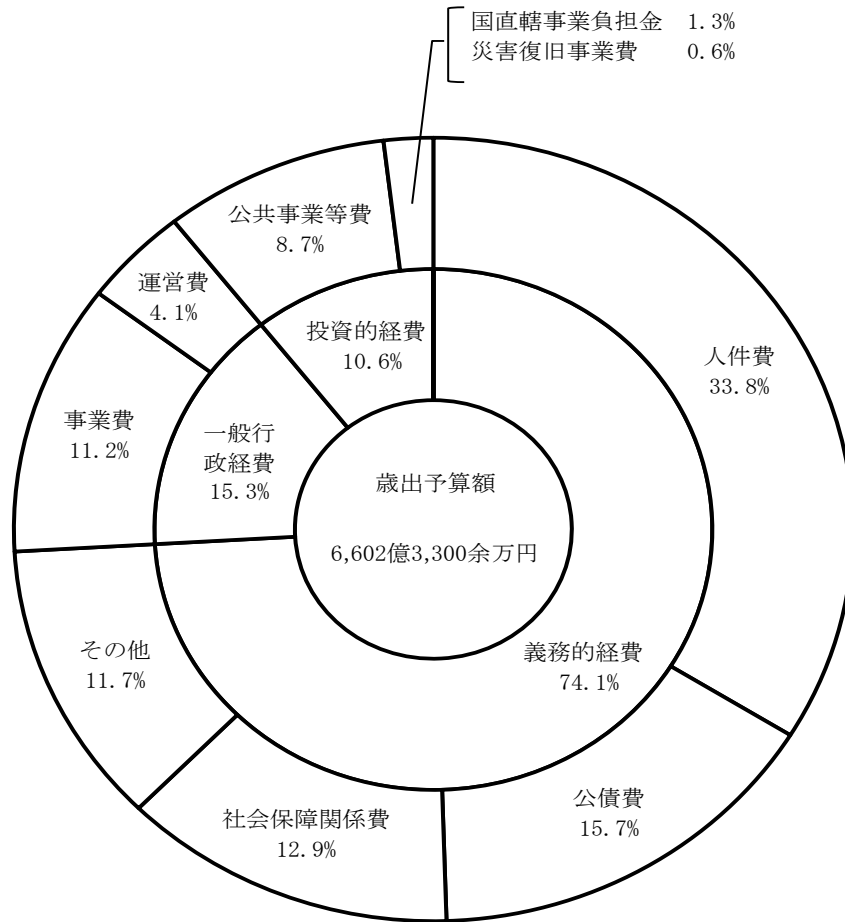 国直轄事業負担金 1.3%
災害復旧事業費 0.6%
公共事業等費
8.7%
運営費
4.1%
投資的経費
10.6%
人件費
33.8%
事業費
11.2%
一般行
政経費
15.3%
歳出予算額
6,602億3,300余万円
その他
11.7%
義務的経費
74.1%
公債費
15.7%
社会保障関係費
12.9%